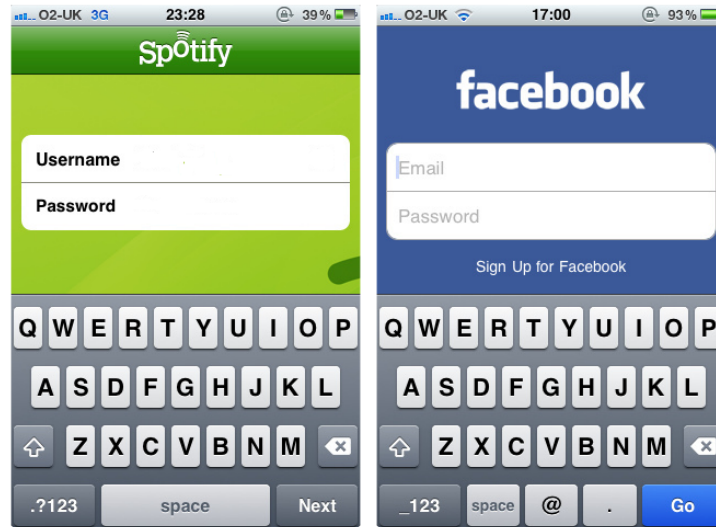 O2-UK 3G 23:28 39%
Spotify
Username
Password
Q W E R T Y U I O P
A S D F G H J K L
Z X C V B N M
.?123 space Next
O2-UK 17:00 93%
facebook
Email
Password
Sign Up for Facebook
Q W E R T Y U I O P
A S D F G H J K L
Z X C V B N M
_123 space @ . Go